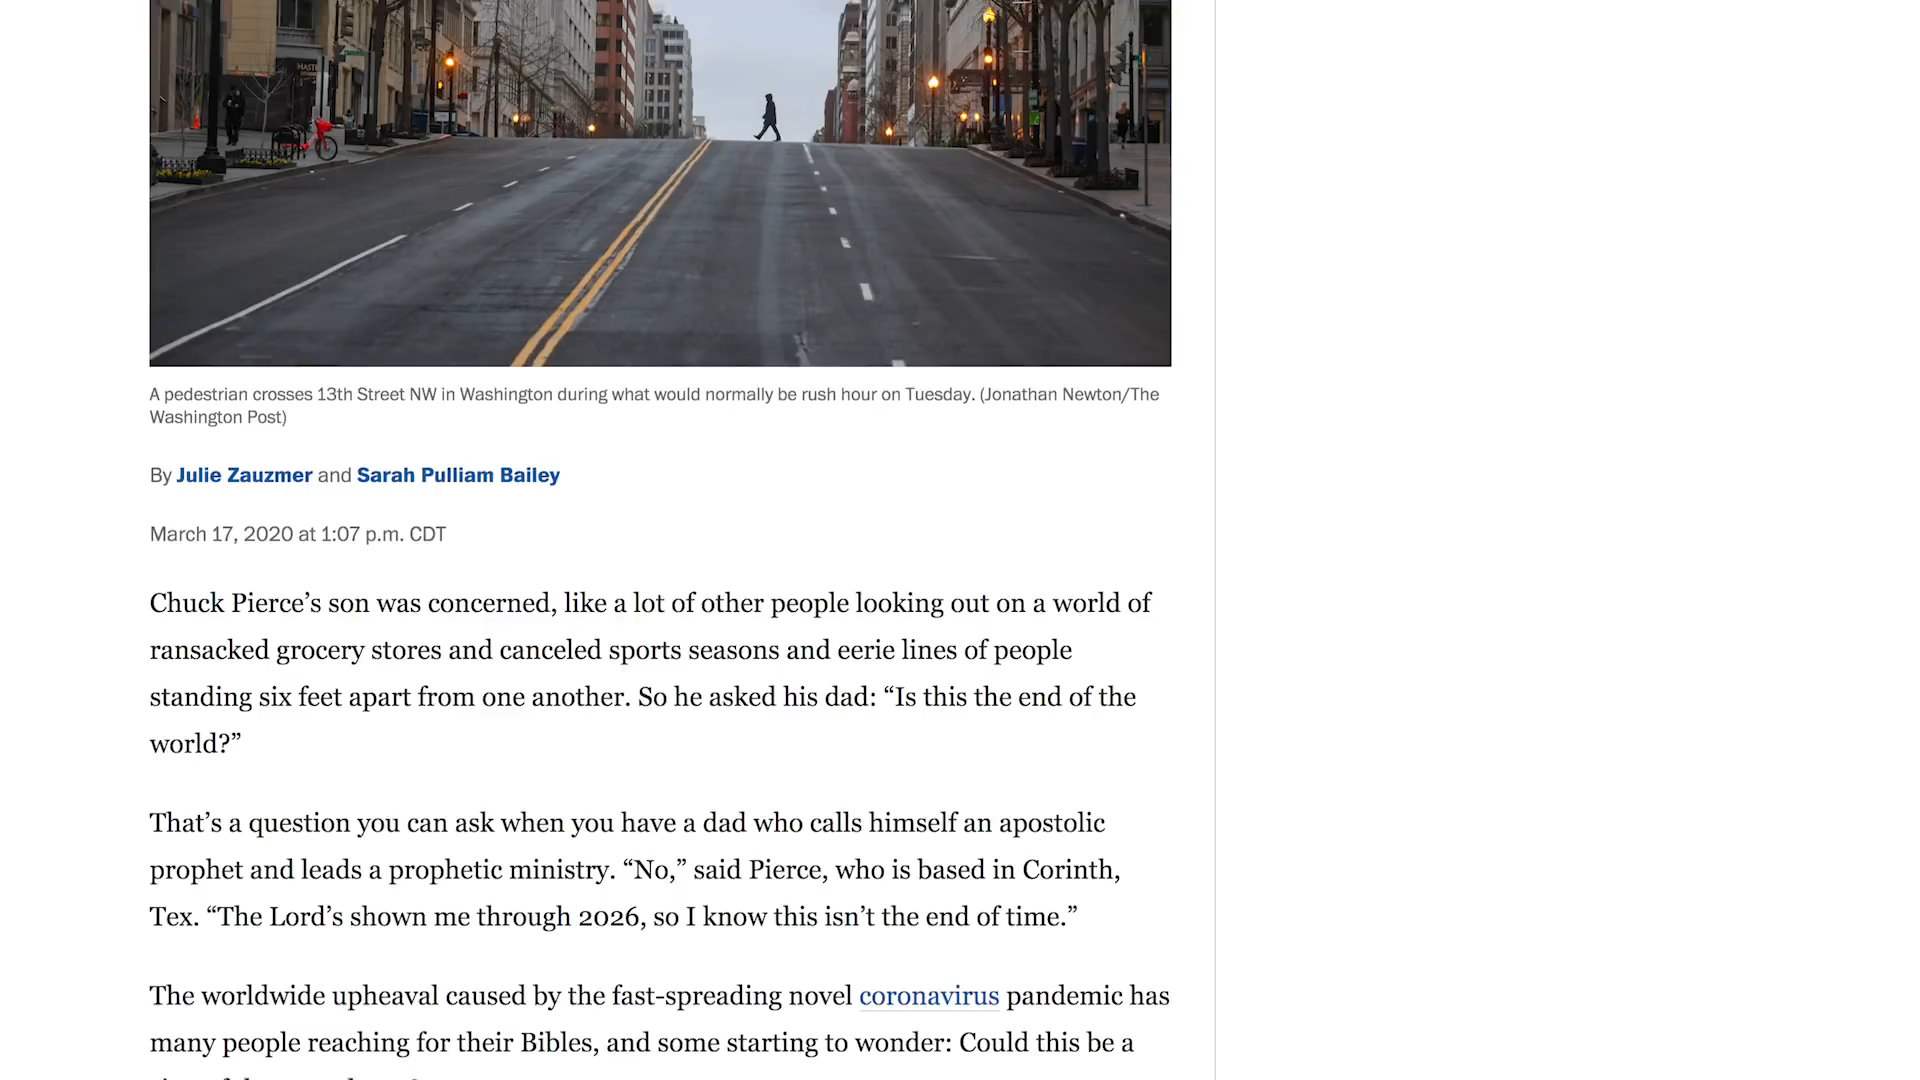 A pedestrian crosses 13th Street NW in Washington during what would normally be rush hour on Tuesday. (Jonathan Newton/The
Washington Post)
By Julie Zauzmer and Sarah Pulliam Bailey
March 17, 2020 at 1:07 p.m. CDT
Chuck Pierce’s son was concerned, like a lot of other people looking out on a world of
ransacked grocery stores and canceled sports seasons and eerie lines of people
standing six feet apart from one another. So he asked his dad: “Is this the end of the
world?”
That’s a question you can ask when you have a dad who calls himself an apostolic
prophet and leads a prophetic ministry. “No,” said Pierce, who is based in Corinth,
Tex. “The Lord’s shown me through 2026, so I know this isn’t the end of time.”
The worldwide upheaval caused by the fast-spreading novel coronavirus pandemic has
many people reaching for their Bibles, and some starting to wonder: Could this be a